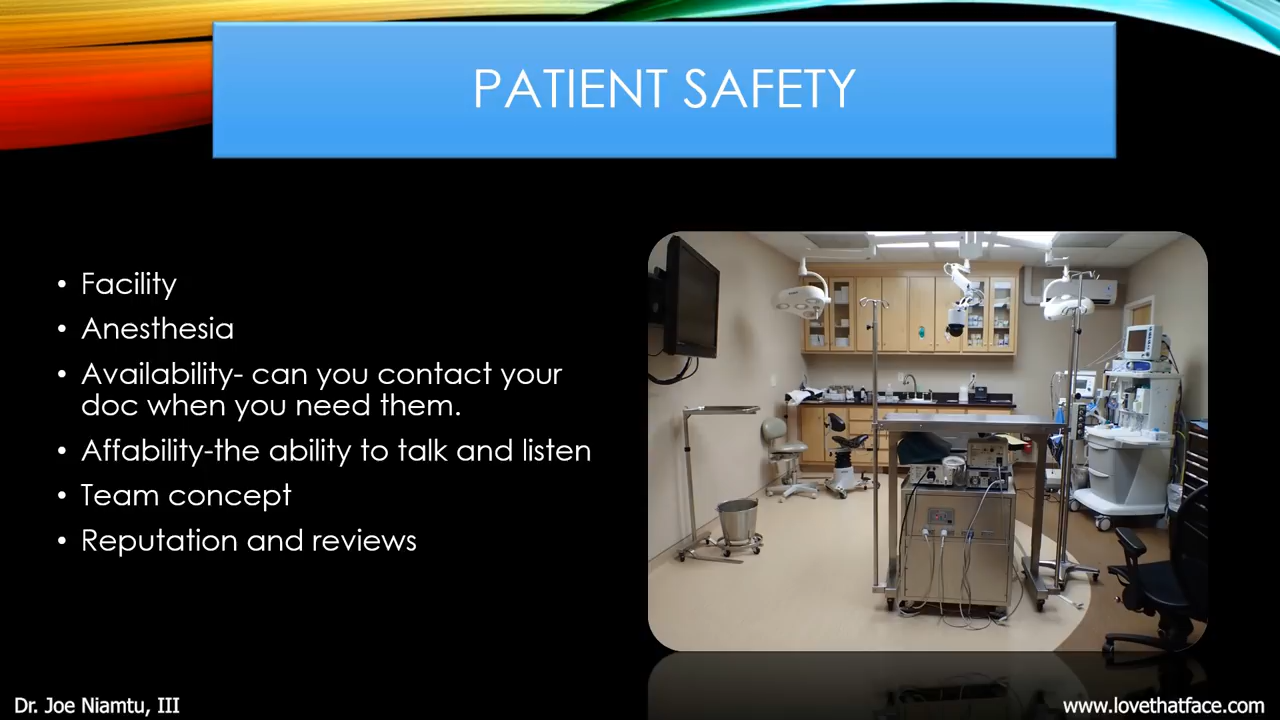 PATIENT SAFETY
• Facility
• Anesthesia
• Availability- can you contact your
doc when you need them.
• Affability-the ability to talk and listen
• Team concept
• Reputation and reviews
Dr. Joe Niamtu, III
www.lovethatface.com